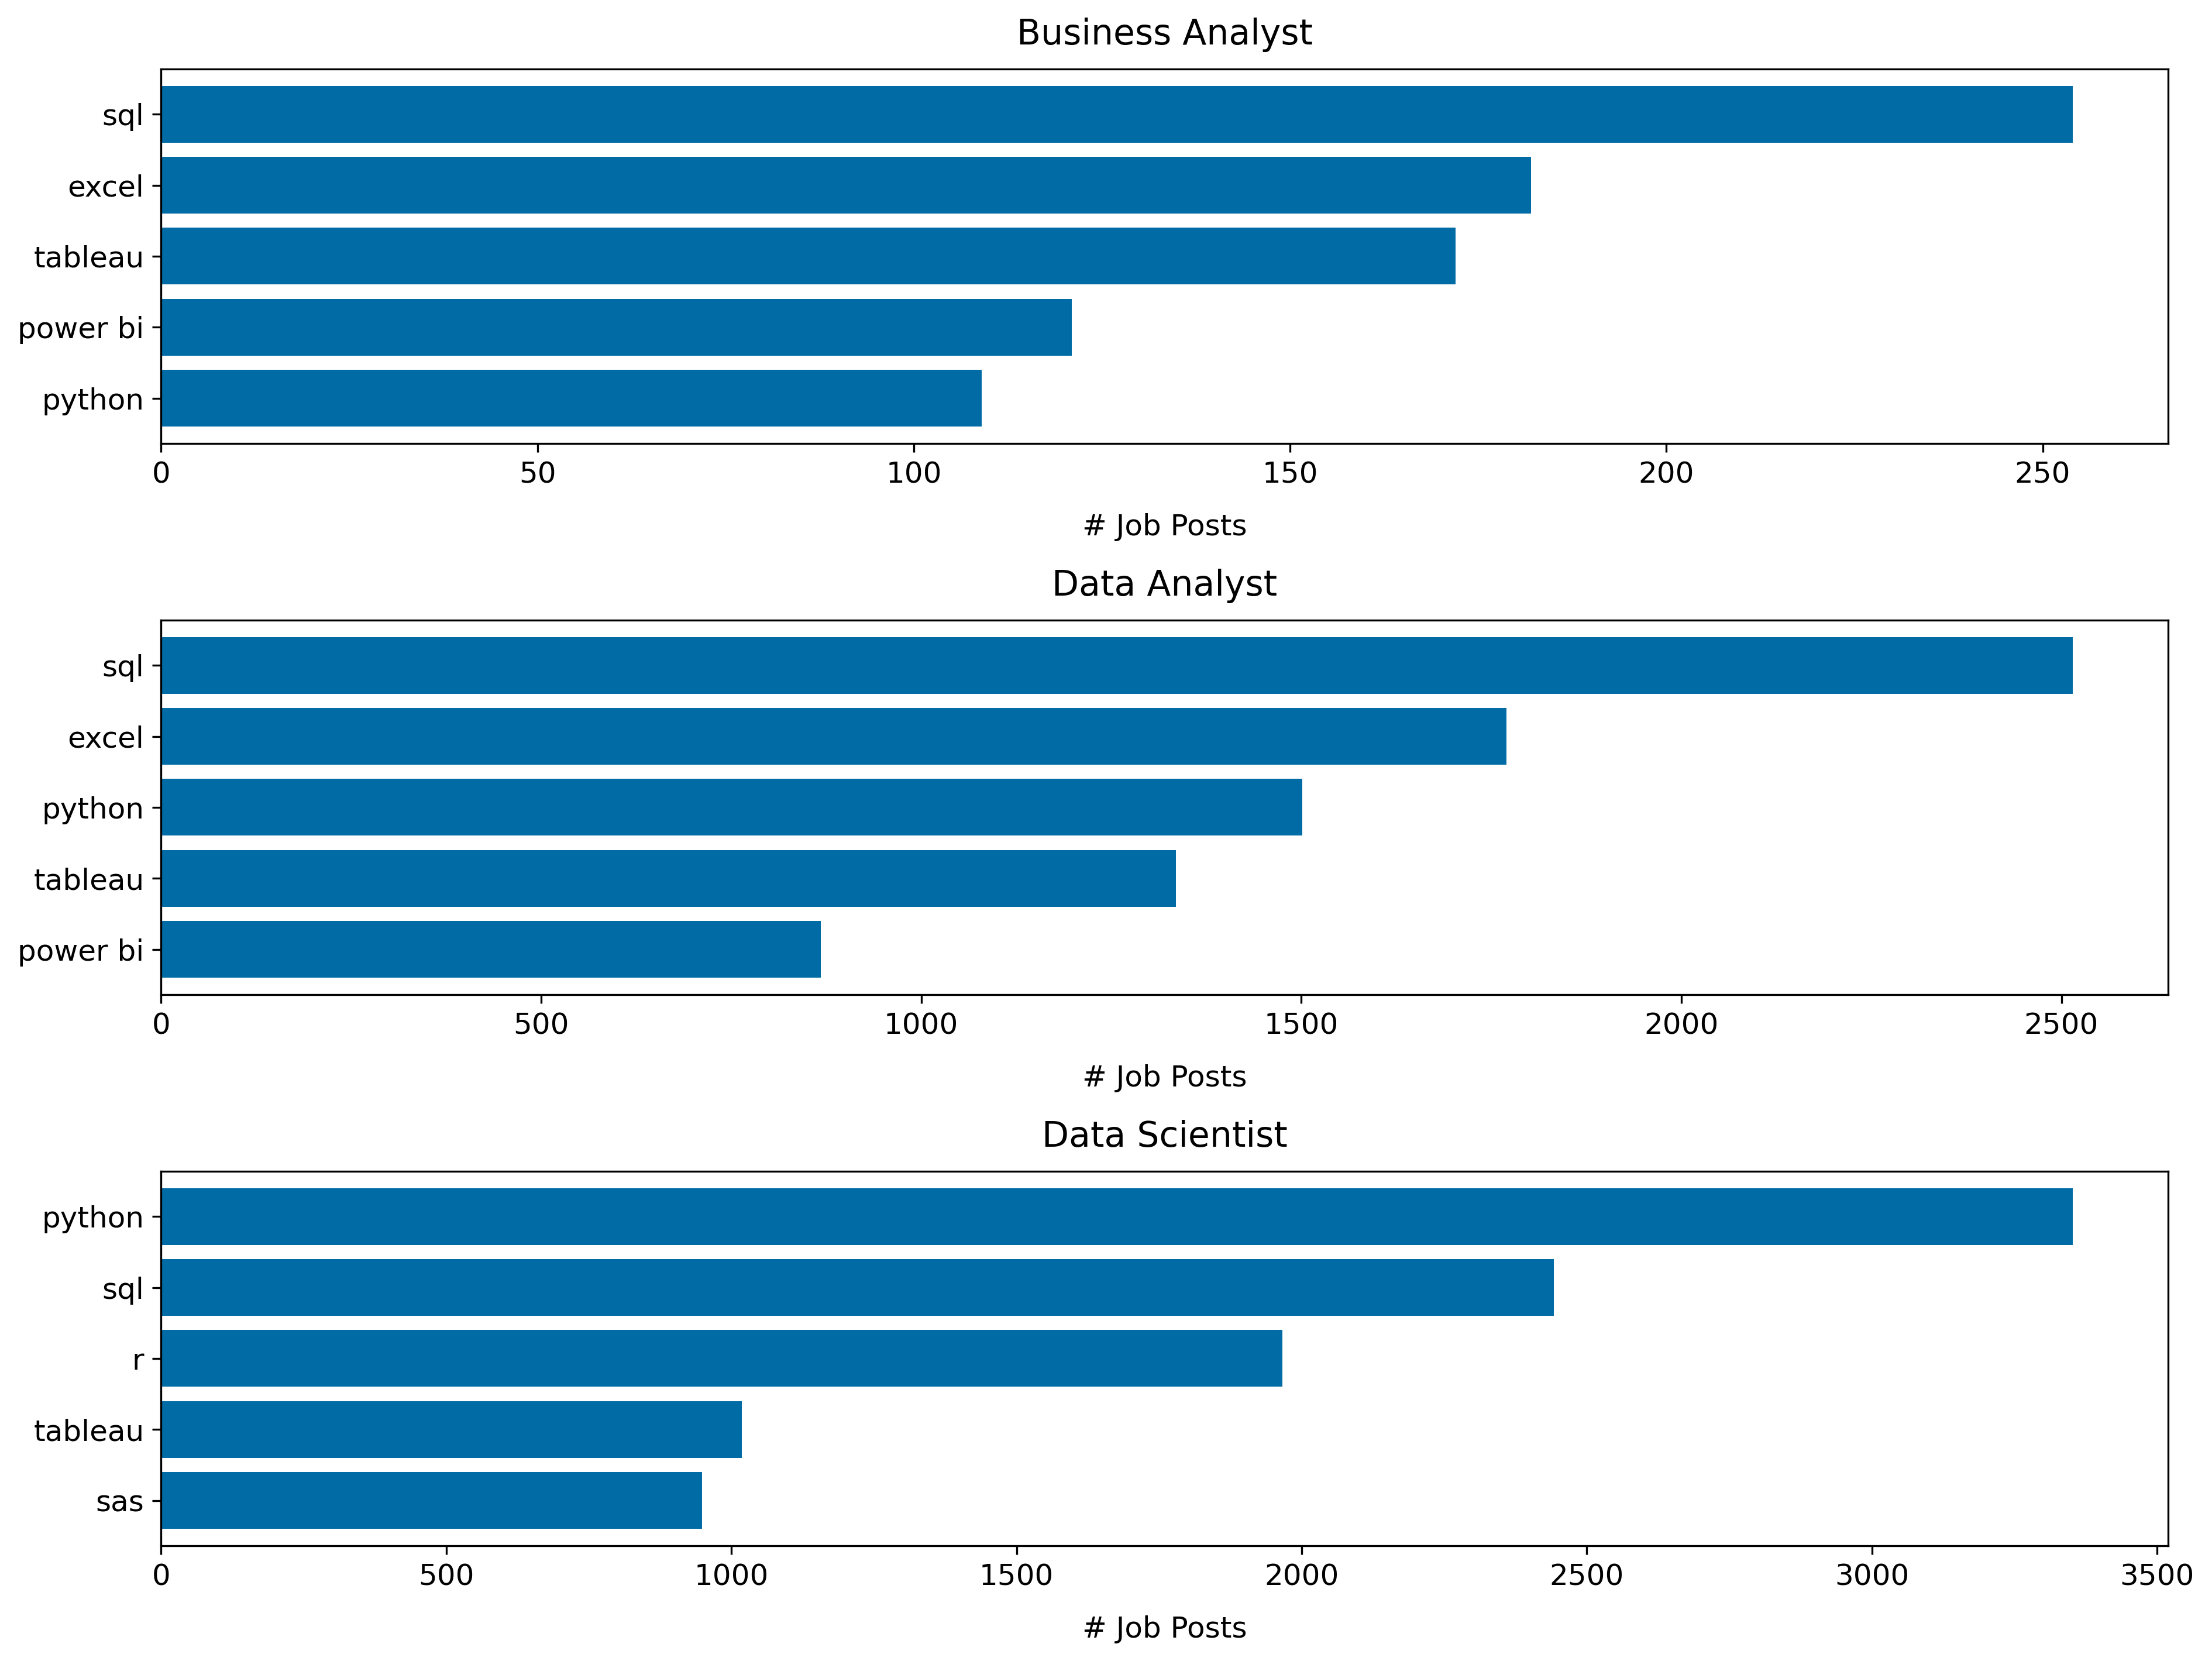 Business Analyst
sql
excel
tableau
power bi
python
0 50 100 150 200 250
# Job Posts
Data Analyst
sql
excel
python
tableau
power bi
0 500 1000 1500 2000 2500
# Job Posts
Data Scientist
python
sql
r
tableau
sas
0 500 1000 1500 2000 2500 3000 3500
# Job Posts